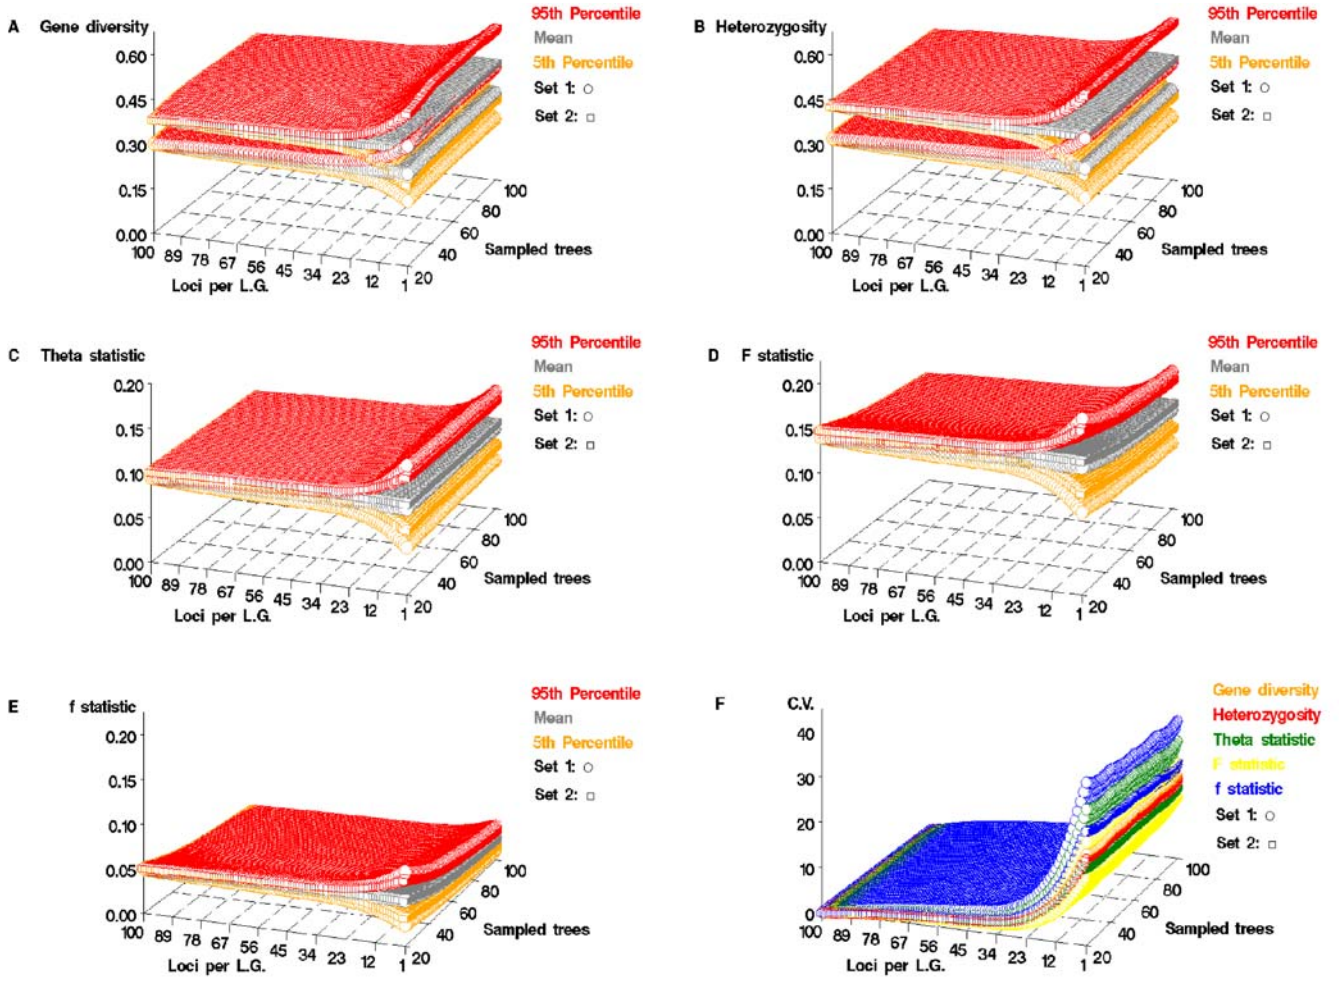 A Gene diversity
95th Percentile
Mean
5th Percentile
Set 1: ○
Set 2: □
0.60
0.45
0.30
0.15
0.00
100 89 78 67 56 45 34 23 12 1
Loci per L.G.
20 40 60 80 100
Sampled trees
B Heterozygosity
95th Percentile
Mean
5th Percentile
Set 1: ○
Set 2: □
0.60
0.45
0.30
0.15
0.00
100 89 78 67 56 45 34 23 12 1
Loci per L.G.
20 40 60 80 100
Sampled trees
C Theta statistic
95th Percentile
Mean
5th Percentile
Set 1: ○
Set 2: □
0.20
0.15
0.10
0.05
0.00
100 89 78 67 56 45 34 23 12 1
Loci per L.G.
20 40 60 80 100
Sampled trees
D F statistic
95th Percentile
Mean
5th Percentile
Set 1: ○
Set 2: □
0.20
0.15
0.10
0.05
0.00
100 89 78 67 56 45 34 23 12 1
Loci per L.G.
20 40 60 80 100
Sampled trees
E f statistic
95th Percentile
Mean
5th Percentile
Set 1: ○
Set 2: □
0.20
0.15
0.10
0.05
0.00
100 89 78 67 56 45 34 23 12 1
Loci per L.G.
20 40 60 80 100
Sampled trees
F C.V.
Gene diversity
Heterozygosity
Theta statistic
F statistic
f statistic
Set 1: ○
Set 2: □
40
30
20
10
0
100 89 78 67 56 45 34 23 12 1
Loci per L.G.
20 40 60 80 100
Sampled trees